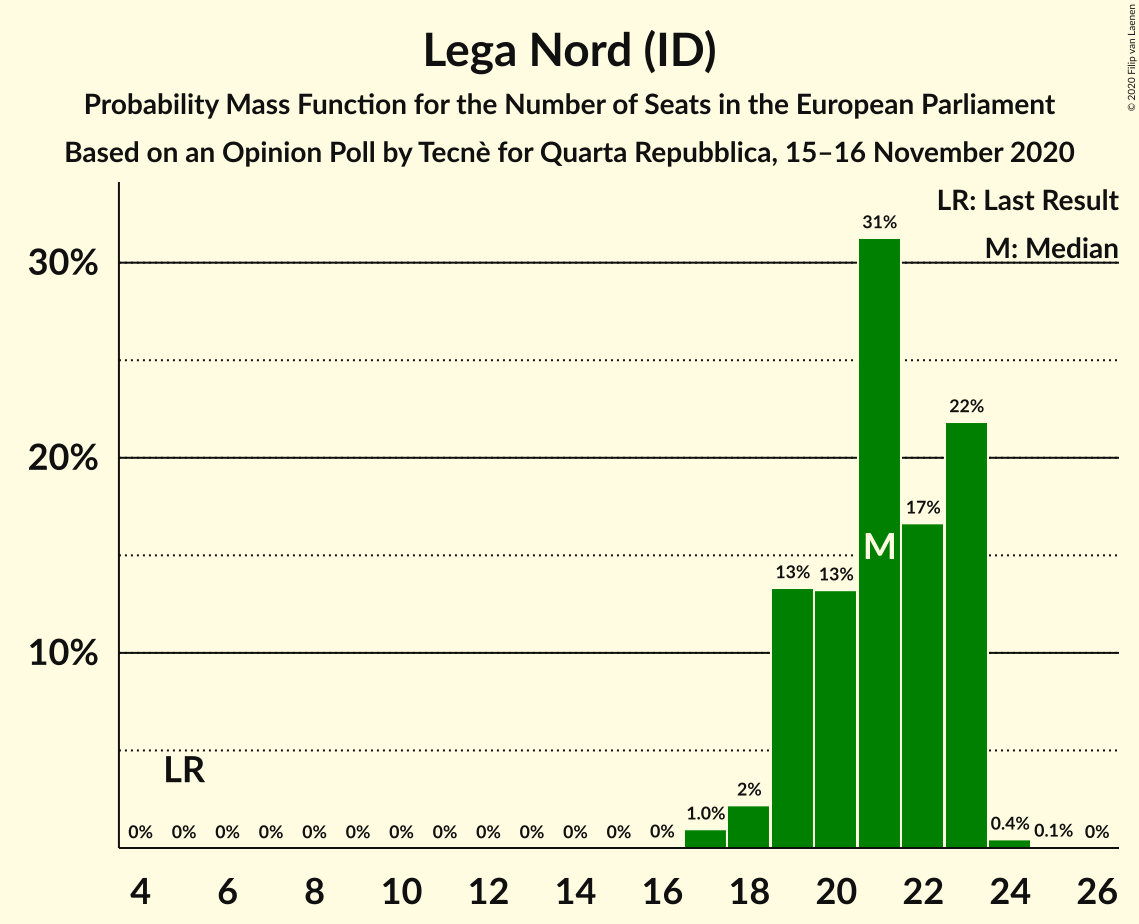 Lega Nord (ID)
Probability Mass Function for the Number of Seats in the European Parliament
Based on an Opinion Poll by Tecnè for Quarta Repubblica, 15–16 November 2020
© 2020 Filip van Laenen
LR: Last Result
M: Median
30%
20%
10%
31%
22%
17%
13%
13%
M
LR
2%
1.0%
0.4%
0.1%
0%
0% 0% 0% 0% 0% 0% 0% 0% 0% 0% 0% 0% 0%
4 6 8 10 12 14 16 18 20 22 24 26